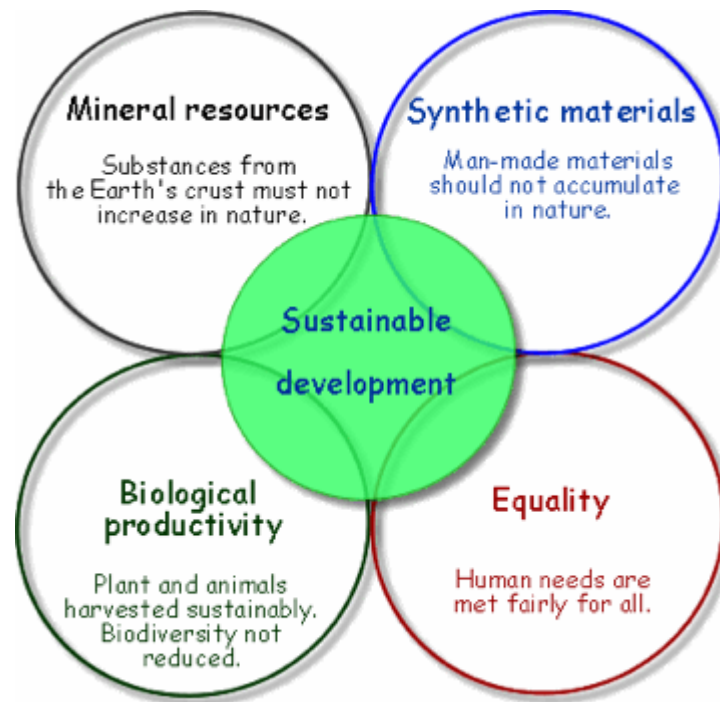 Mineral resources
Substances from
the Earth's crust must not
increase in nature.
Synthetic materials
Man-made materials
should not accumulate
in nature.
Sustainable
development
Biological
productivity
Plant and animals
harvested sustainably.
Biodiversity not
reduced.
Equality
Human needs are
met fairly for all.